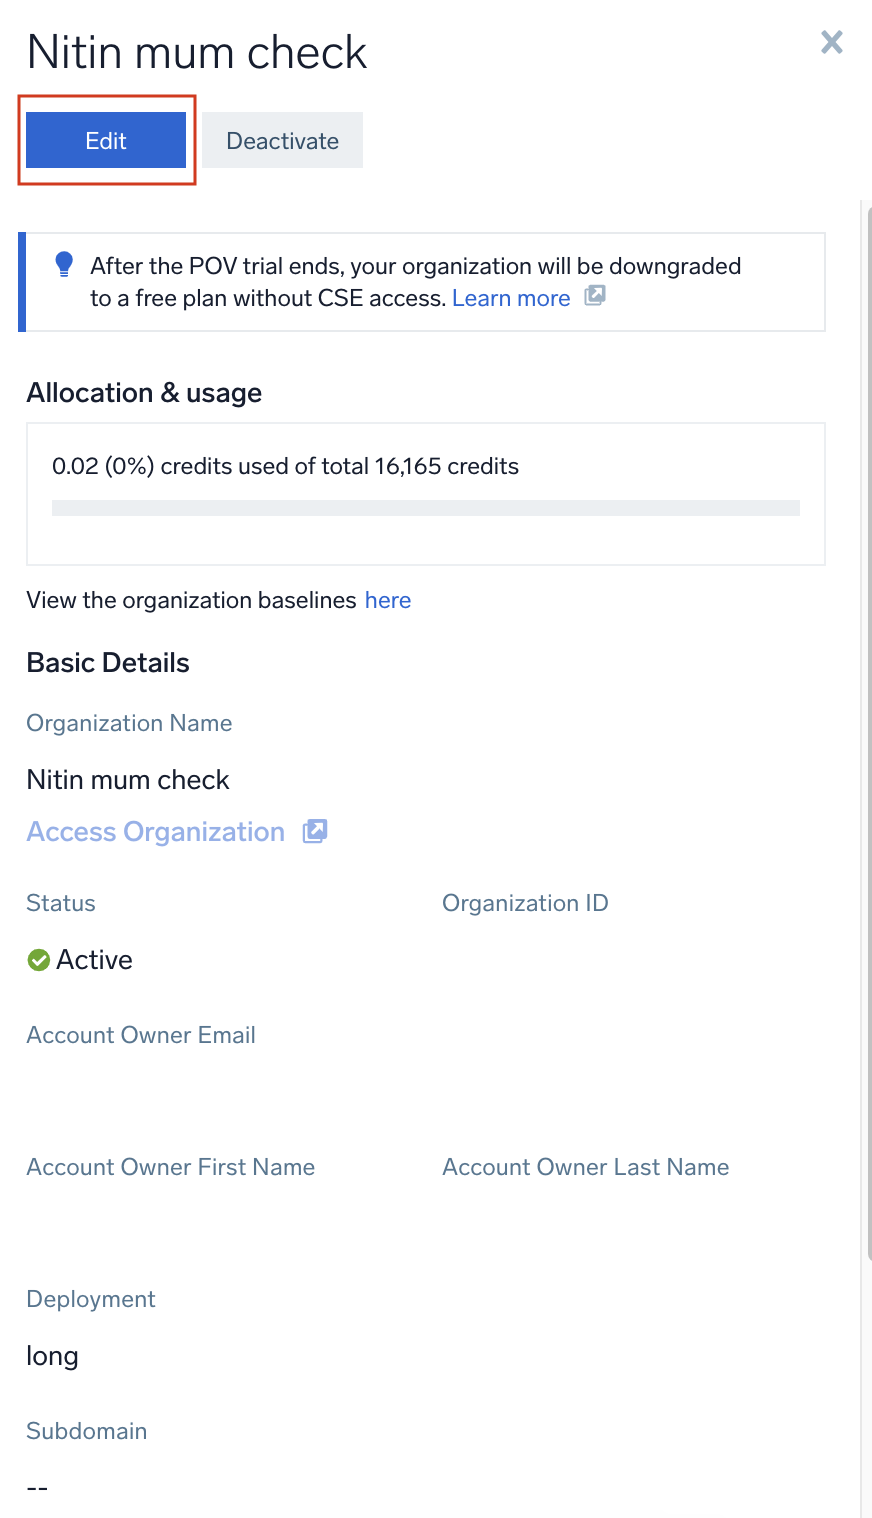 Nitin mum check
Edit
Deactivate
After the POV trial ends, your organization will be downgraded
to a free plan without CSE access. Learn more
Allocation & usage
0.02 (0%) credits used of total 16,165 credits
View the organization baselines here
Basic Details
Organization Name
Nitin mum check
Access Organization
Status
Organization ID
Active
Account Owner Email
Account Owner First Name
Account Owner Last Name
Deployment
long
Subdomain
--